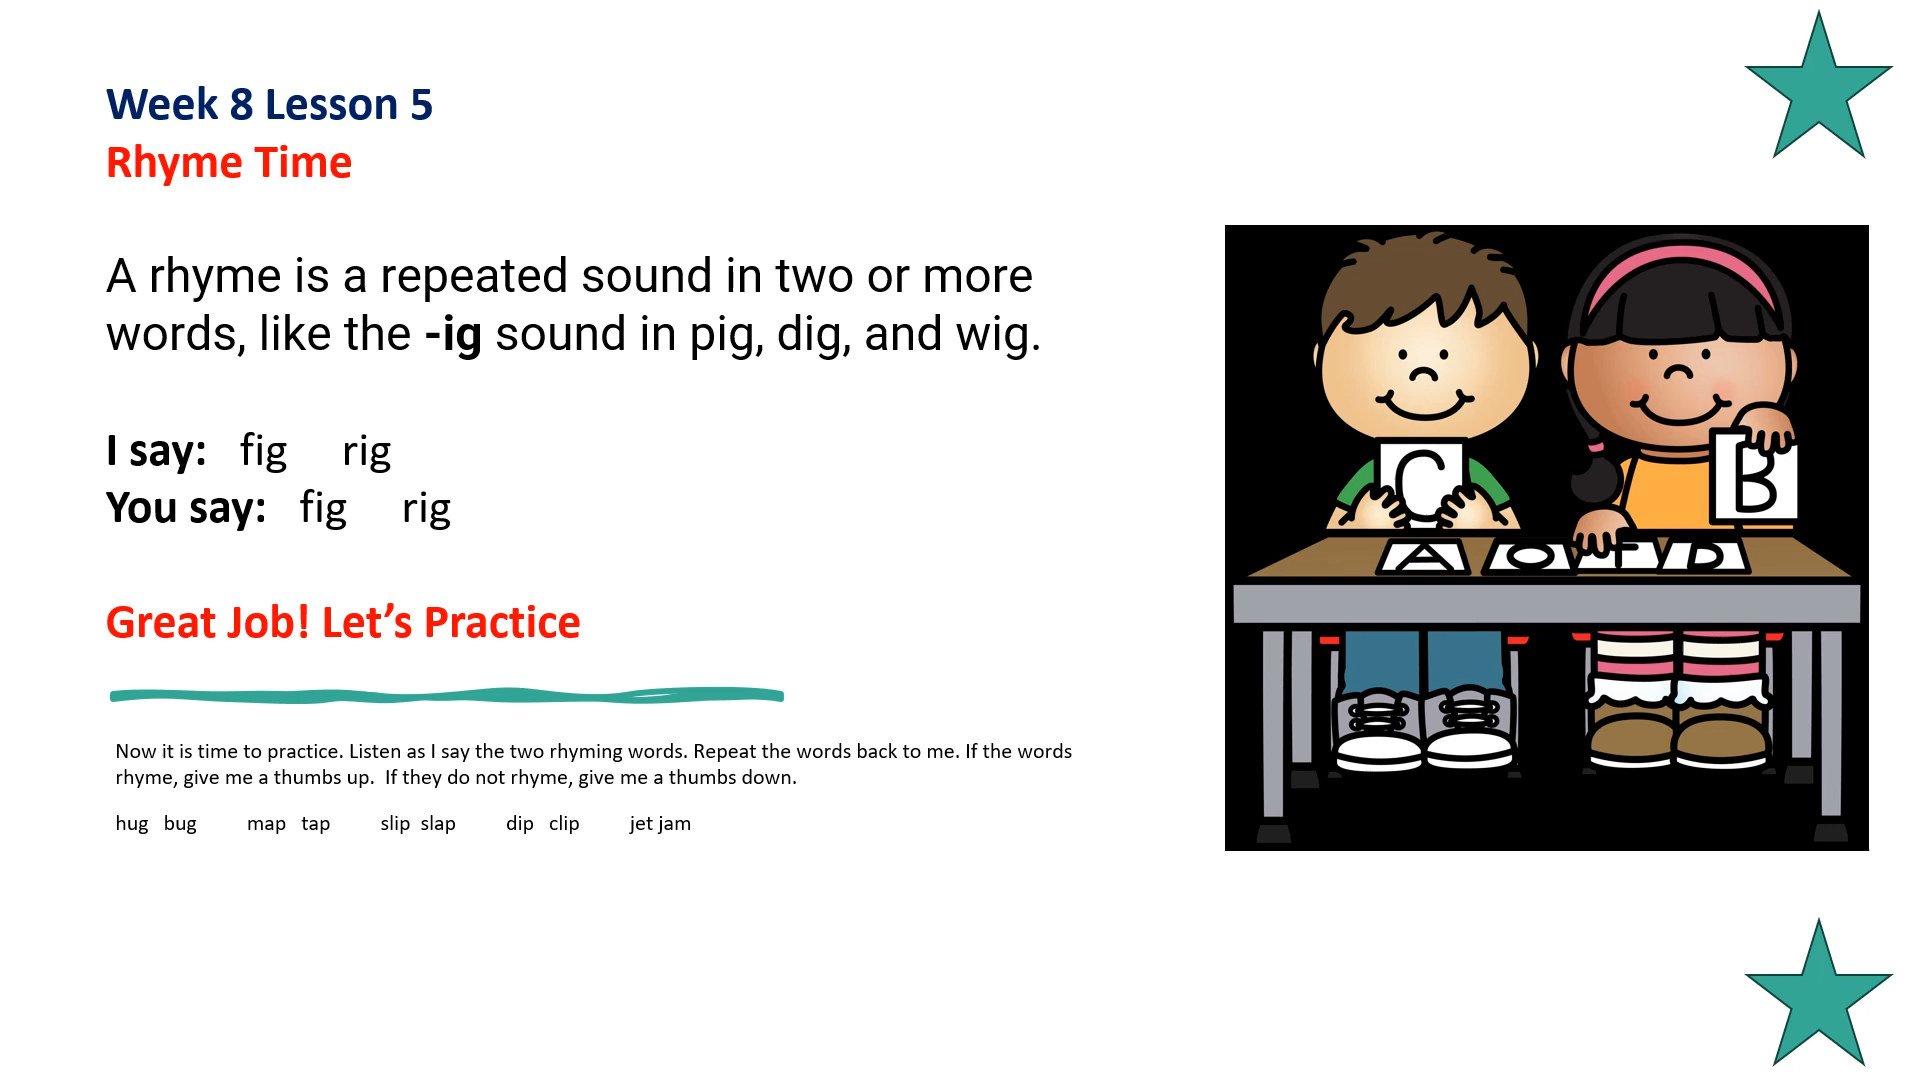 Week 8 Lesson 5
Rhyme Time
A rhyme is a repeated sound in two or more
words, like the -ig sound in pig, dig, and wig.
I say: fig rig
You say: fig rig
Great Job! Let’s Practice
Now it is time to practice. Listen as I say the two rhyming words. Repeat the words back to me. If the words
rhyme, give me a thumbs up. If they do not rhyme, give me a thumbs down.
hug bug map tap slip slap dip clip jet jam
C
B
A O F D